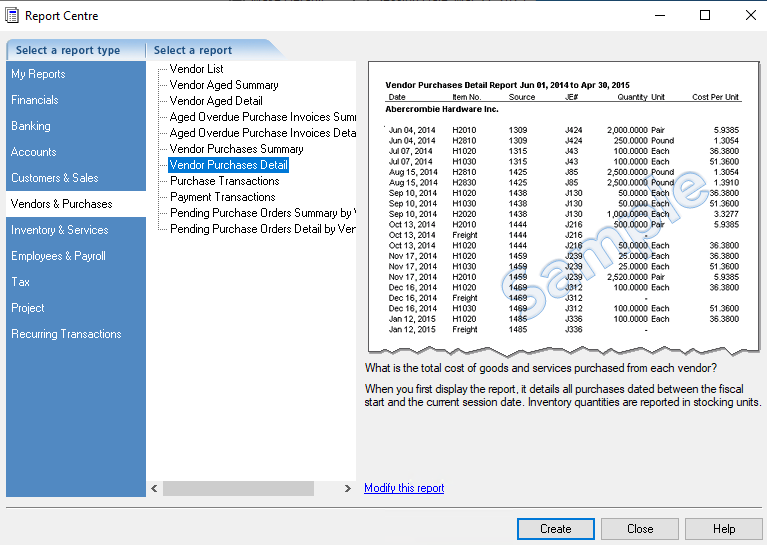 Report Centre
Select a report type
Select a report
My Reports
Financials
Banking
Accounts
Customers & Sales
Vendors & Purchases
Inventory & Services
Employees & Payroll
Tax
Project
Recurring Transactions
Vendor List
Vendor Aged Summary
Vendor Aged Detail
Aged Overdue Purchase Invoices Sum
Aged Overdue Purchase Invoices Deta
Vendor Purchases Summary
Vendor Purchases Detail
Purchase Transactions
Payment Transactions
Pending Purchase Orders Summary by V
Pending Purchase Orders Detail by Ven
Vendor Purchases Detail Report Jun 01, 2014 to Apr 30, 2015
Date Item No. Source JE# Quantity Unit Cost Per Unit
Abercrombie Hardware Inc.
Jun 04, 2014 H2010 1309 J424 2,000.0000 Pair 5.9385
Jun 04, 2014 H2810 1309 J424 250.0000 Pound 1.3054
Jul 07, 2014 H1020 1315 J43 100.0000 Each 36.3800
Jul 07, 2014 H1030 1315 J43 100.0000 Each 51.3600
Aug 15, 2014 H2810 1425 J85 2,500.0000 Pound 1.3054
Aug 15, 2014 H2830 1425 J85 2,500.0000 Pound 1.3910
Sep 10, 2014 H1020 1438 J130 50.0000 Each 36.3800
Sep 10, 2014 H1030 1438 J130 50.0000 Each 51.3600
Sep 10, 2014 H2020 1438 J130 1,000.0000 Each 3.3277
Oct 13, 2014 H2010 1444 J216 500.0000 Pair 5.9385
Oct 13, 2014 Freight 1444 J216 -
Oct 13, 2014 H1020 1444 J216 50.0000 Each 36.3800
Nov 17, 2014 H1020 1459 J239 25.0000 Each 36.3800
Nov 17, 2014 H1030 1459 J239 25.0000 Each 51.3600
Nov 17, 2014 H2010 1459 J239 2,520.0000 Pair 5.9385
Dec 16, 2014 H1020 1469 J312 100.0000 Each 36.3800
Dec 16, 2014 Freight 1469 J312 -
Dec 16, 2014 H1030 1469 J312 100.0000 Each 51.3600
Jan 12, 2015 H1020 1485 J336 100.0000 Each 36.3800
Jan 12, 2015 Freight 1485 J336 -
Sample
What is the total cost of goods and services purchased from each vendor?
When you first display the report, it details all purchases dated between the fiscal
start and the current session date. Inventory quantities are reported in stocking units.
Modify this report
Create
Close
Help